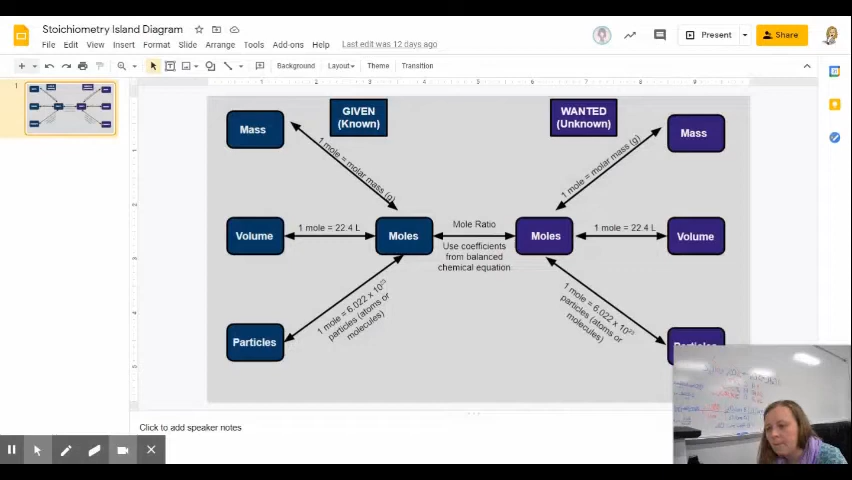 Stoichiometry Island Diagram
File Edit View Insert Format Slide Arrange Tools Add-ons Help Last edit was 12 days ago
Present
Share
Background Layout Theme Transition
1
GIVEN
(Known)
WANTED
(Unknown)
Mass
Mass
1 mole = molar mass (g)
1 mole = molar mass (g)
Volume
1 mole = 22.4 L
Moles
Mole Ratio
Use coefficients
from balanced
chemical equation
Moles
1 mole = 22.4 L
Volume
1 mole = 6.022 x 10²³
particles (atoms or
molecules)
1 mole = 6.022 x 10²³
particles (atoms or
molecules)
Particles
Particles
Click to add speaker notes